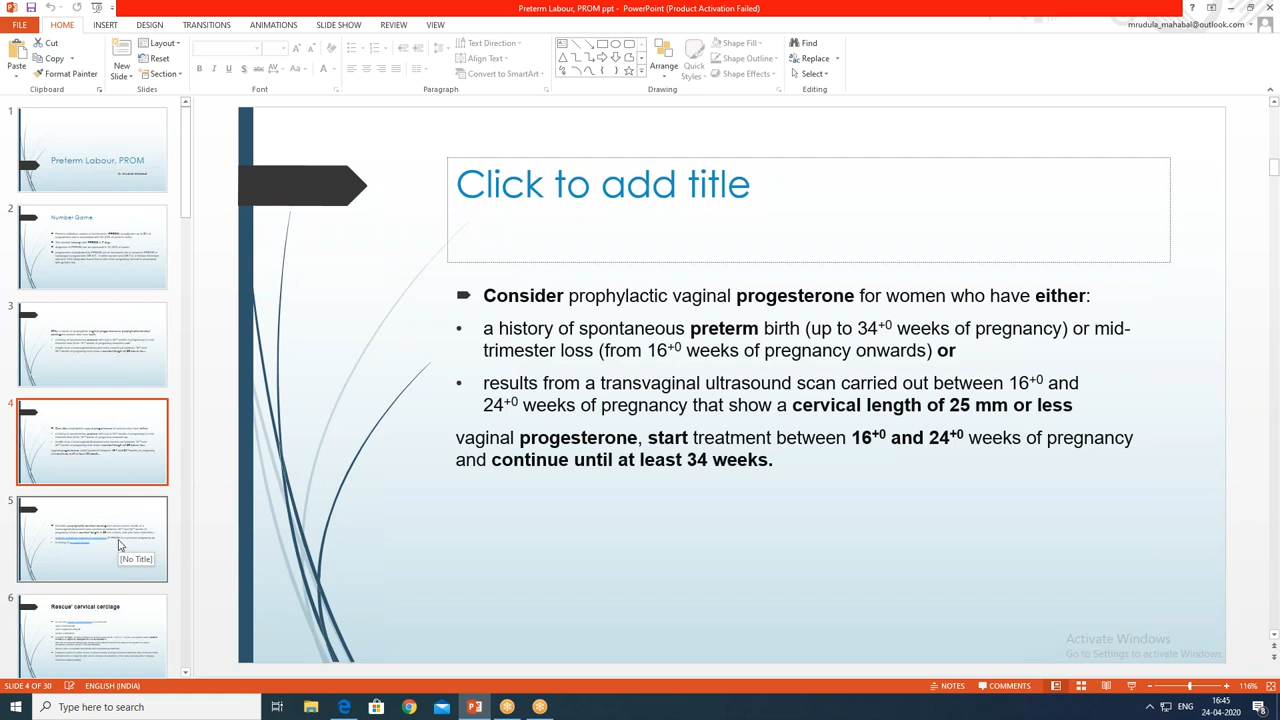 Preterm Labour, PROM ppt - PowerPoint (Product Activation Failed)
FILE HOME INSERT DESIGN TRANSITIONS ANIMATIONS SLIDE SHOW REVIEW VIEW
mrudula_mahabal@outlook.com
Paste
Cut
Copy
Format Painter
Clipboard
New Slide
Layout
Reset
Section
Slides
Font
Text Direction
Align Text
Convert to SmartArt
Paragraph
Arrange
Quick Styles
Shape Fill
Shape Outline
Shape Effects
Drawing
Find
Replace
Select
Editing
1
Preterm Labour, PROM
2
Number Game
3
4
5
[No Title]
6
Rescue' cervical cerclage
Click to add title
Consider prophylactic vaginal progesterone for women who have either:
• a history of spontaneous preterm birth (up to 34+0 weeks of pregnancy) or mid-
trimester loss (from 16+0 weeks of pregnancy onwards) or
• results from a transvaginal ultrasound scan carried out between 16+0 and
24+0 weeks of pregnancy that show a cervical length of 25 mm or less
vaginal progesterone, start treatment between 16+0 and 24+0 weeks of pregnancy
and continue until at least 34 weeks.
Activate Windows
Go to Settings to activate Windows.
SLIDE 4 OF 30 ENGLISH (INDIA) NOTES COMMENTS 116%
Type here to search
ENG
16:45
24-04-2020